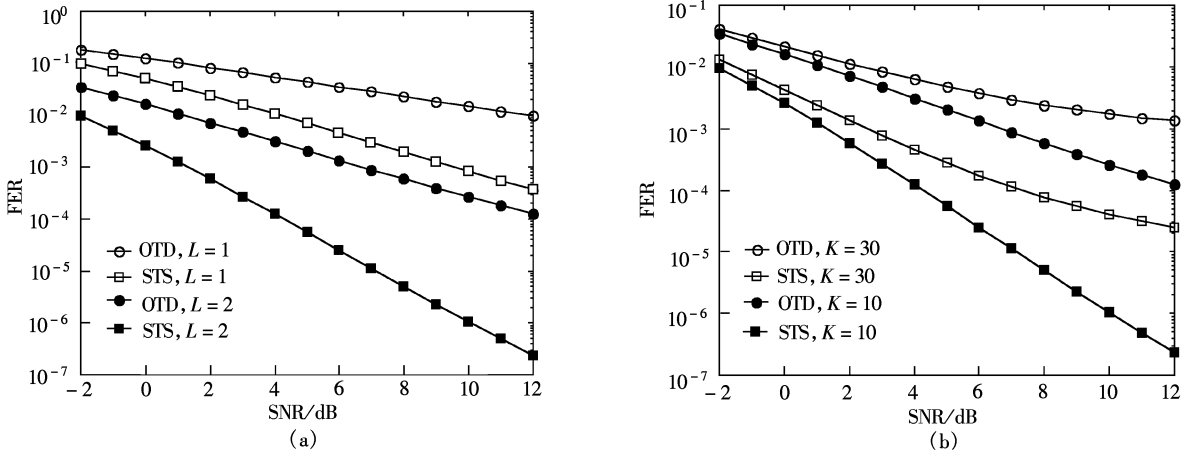 10⁰
10⁻¹
10⁻²
10⁻³
10⁻⁴
10⁻⁵
10⁻⁶
10⁻⁷
FER
OTD, L = 1
STS, L = 1
OTD, L = 2
STS, L = 2
−2 0 2 4 6 8 10 12
SNR/dB
(a)
10⁻¹
10⁻²
10⁻³
10⁻⁴
10⁻⁵
10⁻⁶
10⁻⁷
FER
OTD, K = 30
STS, K = 30
OTD, K = 10
STS, K = 10
−2 0 2 4 6 8 10 12
SNR/dB
(b)